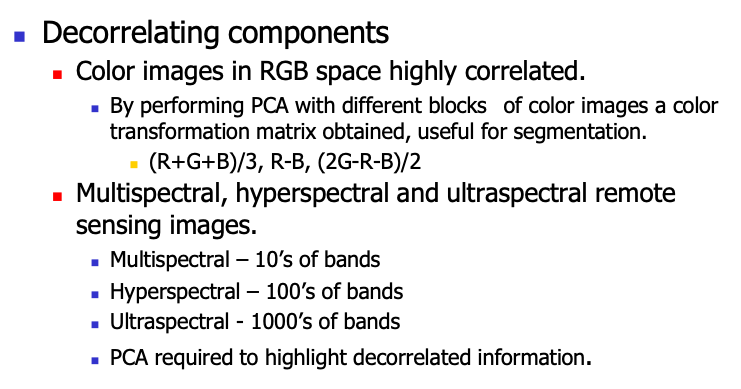 Decorrelating components
Color images in RGB space highly correlated.
By performing PCA with different blocks of color images a color
transformation matrix obtained, useful for segmentation.
(R+G+B)/3, R-B, (2G-R-B)/2
Multispectral, hyperspectral and ultraspectral remote
sensing images.
Multispectral – 10’s of bands
Hyperspectral – 100’s of bands
Ultraspectral - 1000’s of bands
PCA required to highlight decorrelated information.